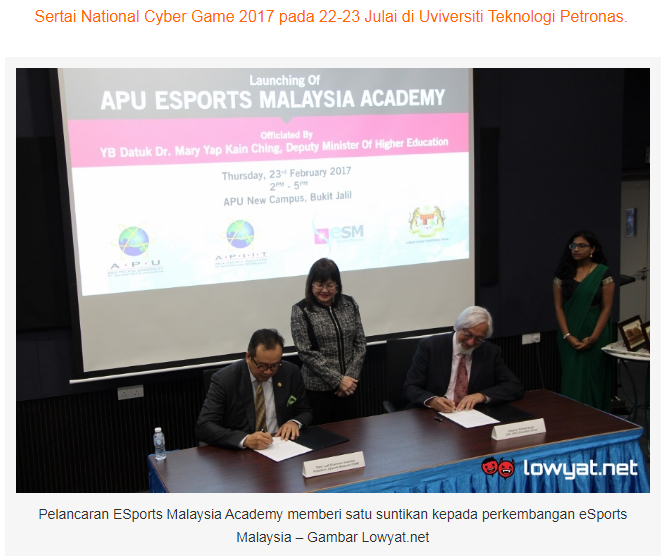 Sertai National Cyber Game 2017 pada 22-23 Julai di Uviversiti Teknologi Petronas.
Launching Of
APU ESPORTS MALAYSIA ACADEMY
Officiated By
YB Datuk Dr. Mary Yap Kain Ching, Deputy Minister Of Higher Education
Thursday, 23rd February 2017
2PM - 5PM
APU New Campus, Bukit Jalil
A·P·U
A·P·I·I·T
eSM
lowyat.net
Pelancaran ESports Malaysia Academy memberi satu suntikan kepada perkembangan eSports
Malaysia – Gambar Lowyat.net